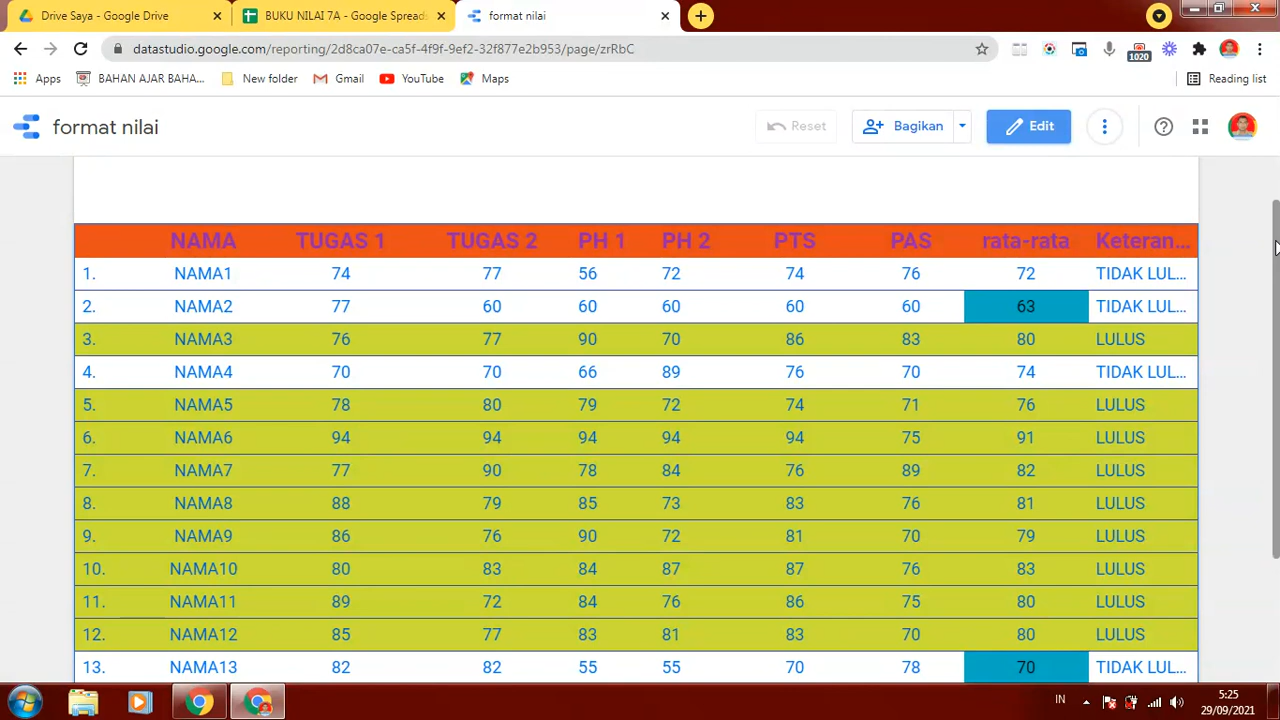 Drive Saya - Google Drive
BUKU NILAI 7A - Google Spreads
format nilai
datastudio.google.com/reporting/2d8ca07e-ca5f-4f9f-9ef2-32f877e2b953/page/zrRbC
1020
Apps
BAHAN AJAR BAHA...
New folder
Gmail
YouTube
Maps
Reading list
format nilai
Reset
Bagikan
Edit
NAMA TUGAS 1 TUGAS 2 PH 1 PH 2 PTS PAS rata-rata Keteran...
1. NAMA1 74 77 56 72 74 76 72 TIDAK LUL...
2. NAMA2 77 60 60 60 60 60 63 TIDAK LUL...
3. NAMA3 76 77 90 70 86 83 80 LULUS
4. NAMA4 70 70 66 89 76 70 74 TIDAK LUL...
5. NAMA5 78 80 79 72 74 71 76 LULUS
6. NAMA6 94 94 94 94 94 75 91 LULUS
7. NAMA7 77 90 78 84 76 89 82 LULUS
8. NAMA8 88 79 85 73 83 76 81 LULUS
9. NAMA9 86 76 90 72 81 70 79 LULUS
10. NAMA10 80 83 84 87 87 76 83 LULUS
11. NAMA11 89 72 84 76 86 75 80 LULUS
12. NAMA12 85 77 83 81 83 70 80 LULUS
13. NAMA13 82 82 55 55 70 78 70 TIDAK LUL...
IN
5:25
29/09/2021